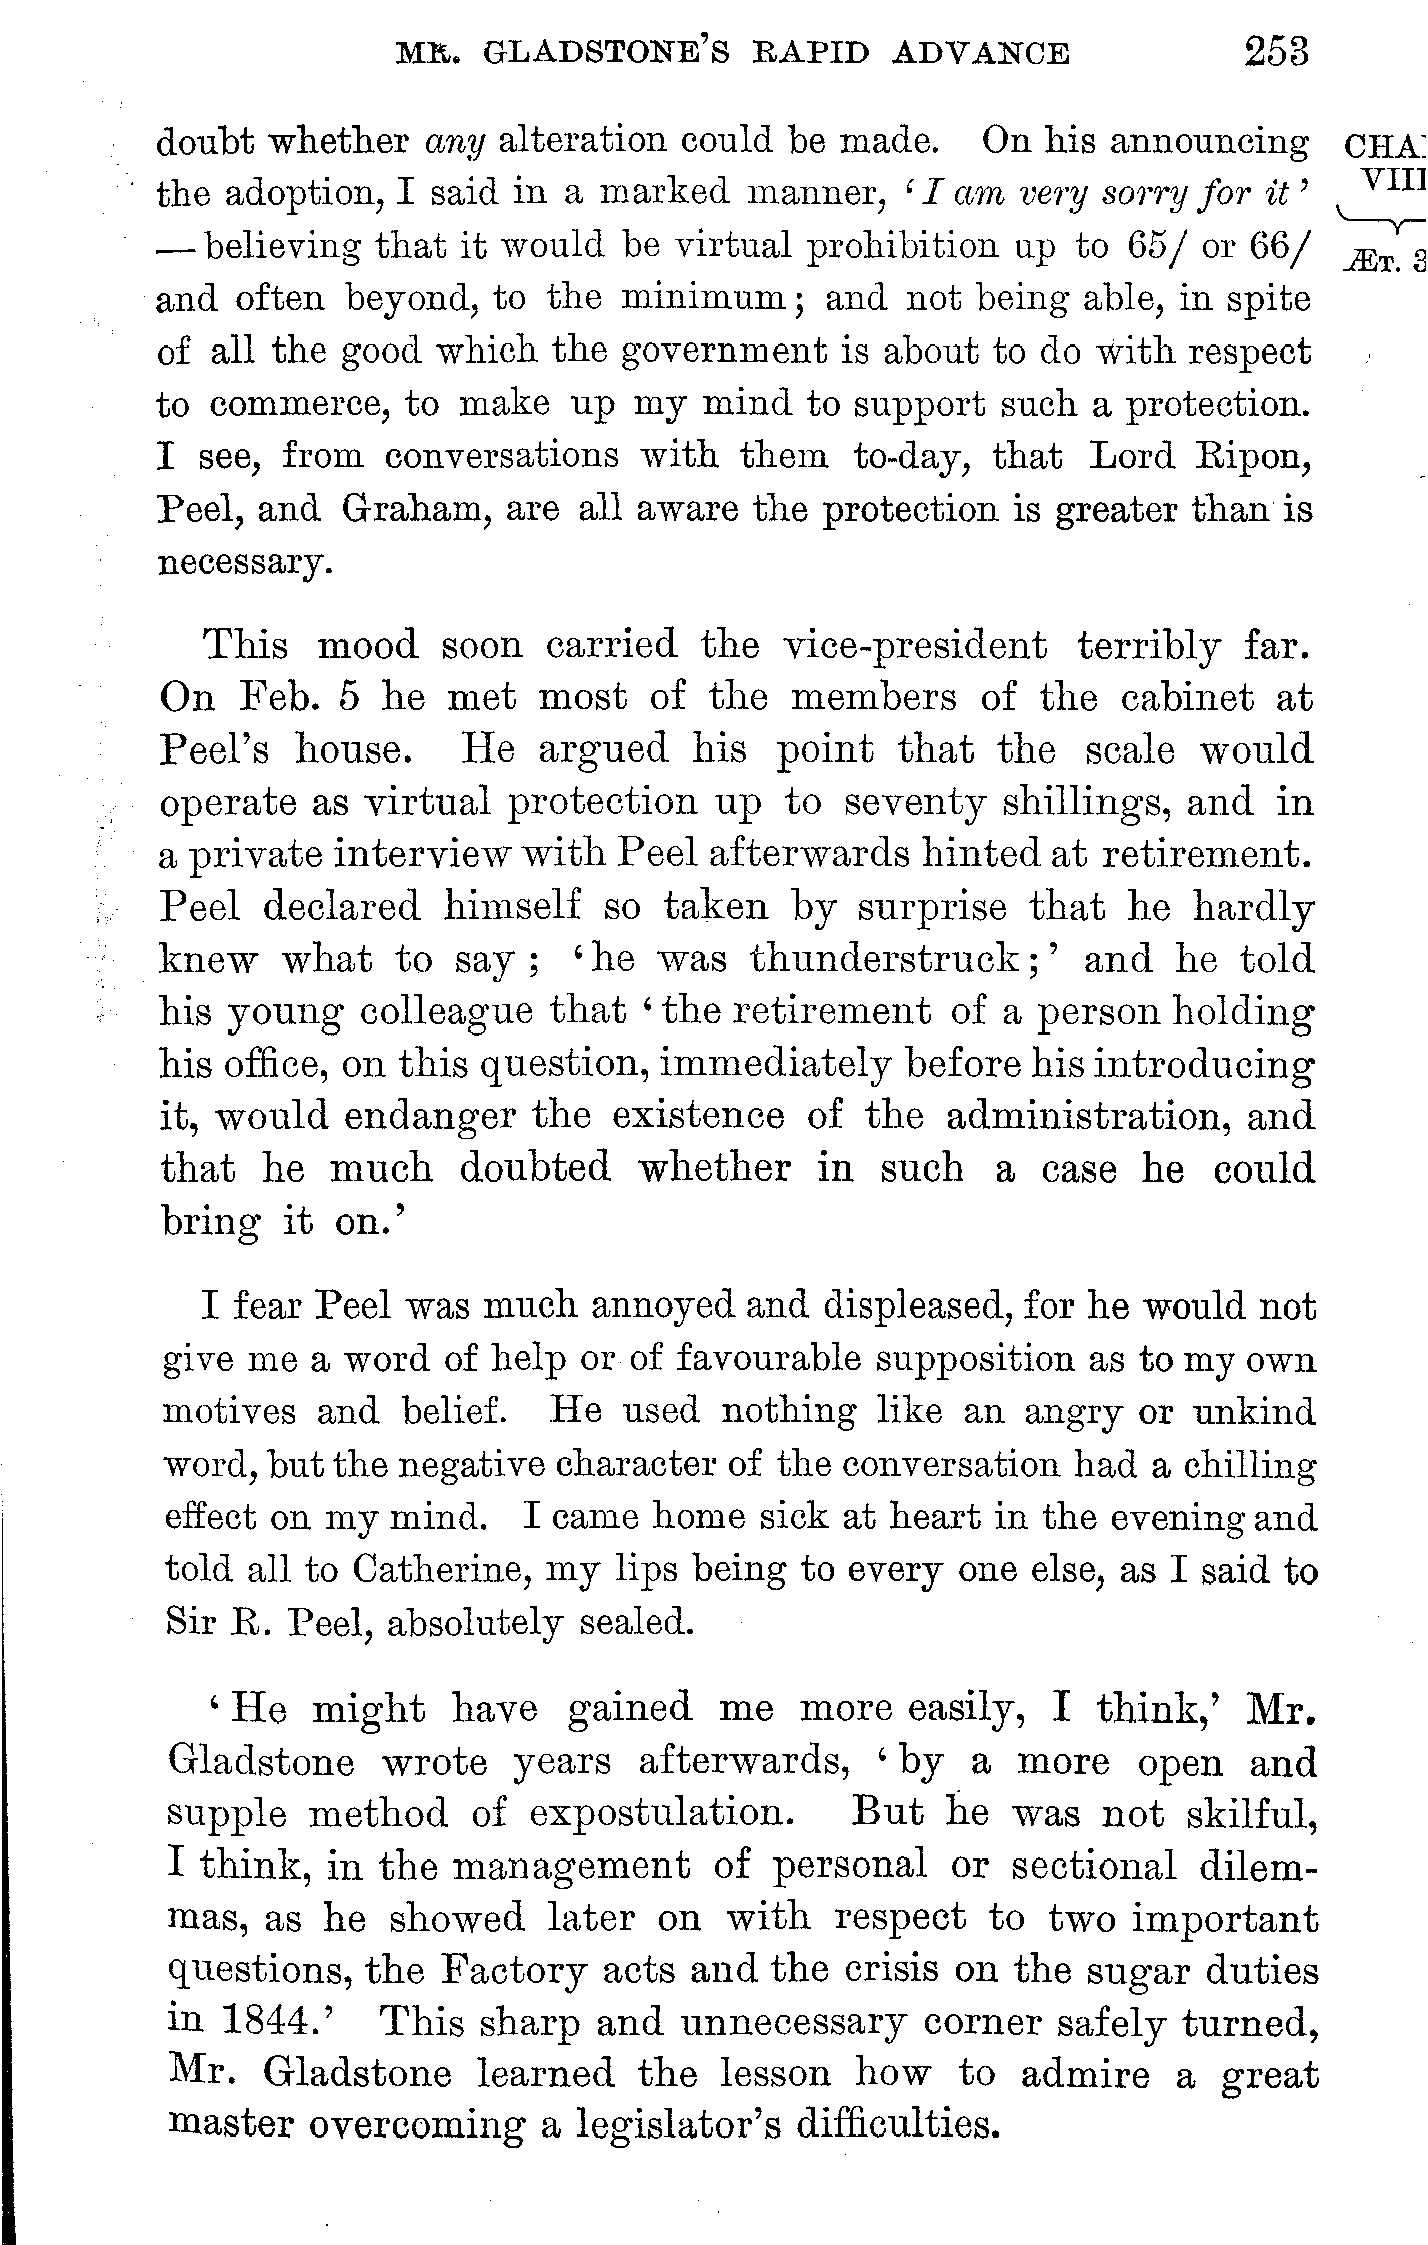 MR. GLADSTONE'S RAPID ADVANCE 253
doubt whether any alteration could be made. On his announcing
the adoption, I said in a marked manner, ‘I am very sorry for it’
—believing that it would be virtual prohibition up to 65/ or 66/
and often beyond, to the minimum; and not being able, in spite
of all the good which the government is about to do with respect
to commerce, to make up my mind to support such a protection.
I see, from conversations with them to-day, that Lord Ripon,
Peel, and Graham, are all aware the protection is greater than is
necessary.
CHA
VIII
ÆT. 3
This mood soon carried the vice-president terribly far.
On Feb. 5 he met most of the members of the cabinet at
Peel's house. He argued his point that the scale would
operate as virtual protection up to seventy shillings, and in
a private interview with Peel afterwards hinted at retirement.
Peel declared himself so taken by surprise that he hardly
knew what to say; ‘he was thunderstruck;’ and he told
his young colleague that ‘the retirement of a person holding
his office, on this question, immediately before his introducing
it, would endanger the existence of the administration, and
that he much doubted whether in such a case he could
bring it on.’
I fear Peel was much annoyed and displeased, for he would not
give me a word of help or of favourable supposition as to my own
motives and belief. He used nothing like an angry or unkind
word, but the negative character of the conversation had a chilling
effect on my mind. I came home sick at heart in the evening and
told all to Catherine, my lips being to every one else, as I said to
Sir R. Peel, absolutely sealed.
‘He might have gained me more easily, I think,’ Mr.
Gladstone wrote years afterwards, ‘by a more open and
supple method of expostulation. But he was not skilful,
I think, in the management of personal or sectional dilem-
mas, as he showed later on with respect to two important
questions, the Factory acts and the crisis on the sugar duties
in 1844.’ This sharp and unnecessary corner safely turned,
Mr. Gladstone learned the lesson how to admire a great
master overcoming a legislator's difficulties.